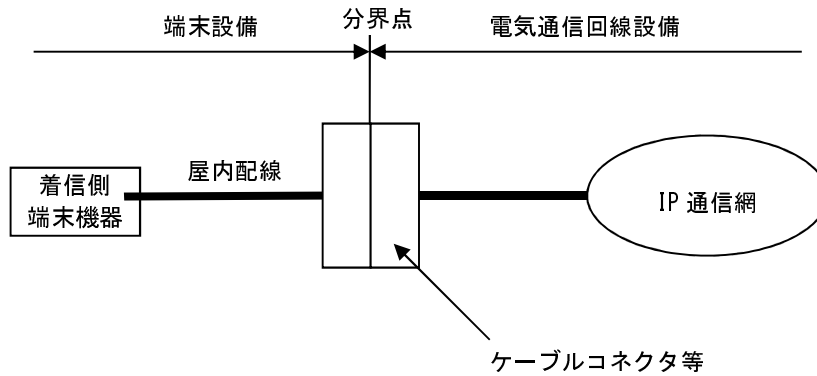 分界点
端末設備
電気通信回線設備
屋内配線
着信側
端末機器
IP 通信網
ケーブルコネクタ等